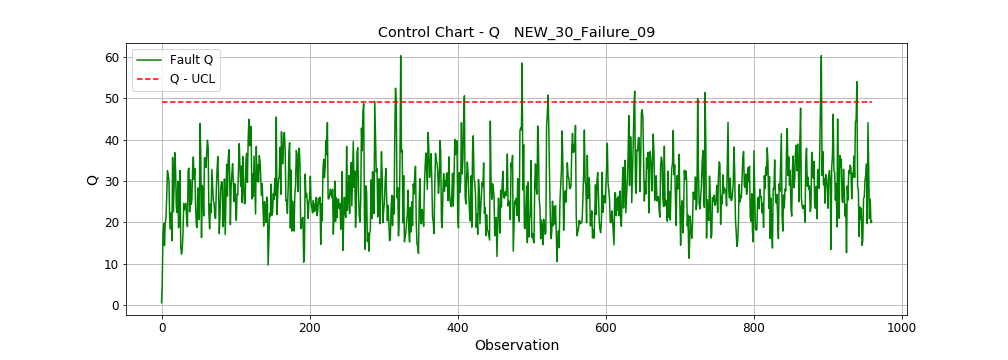 Control Chart - Q   NEW_30_Failure_09
Fault Q
Q - UCL
Q
60
50
40
30
20
10
0
0 200 400 600 800 1000
Observation